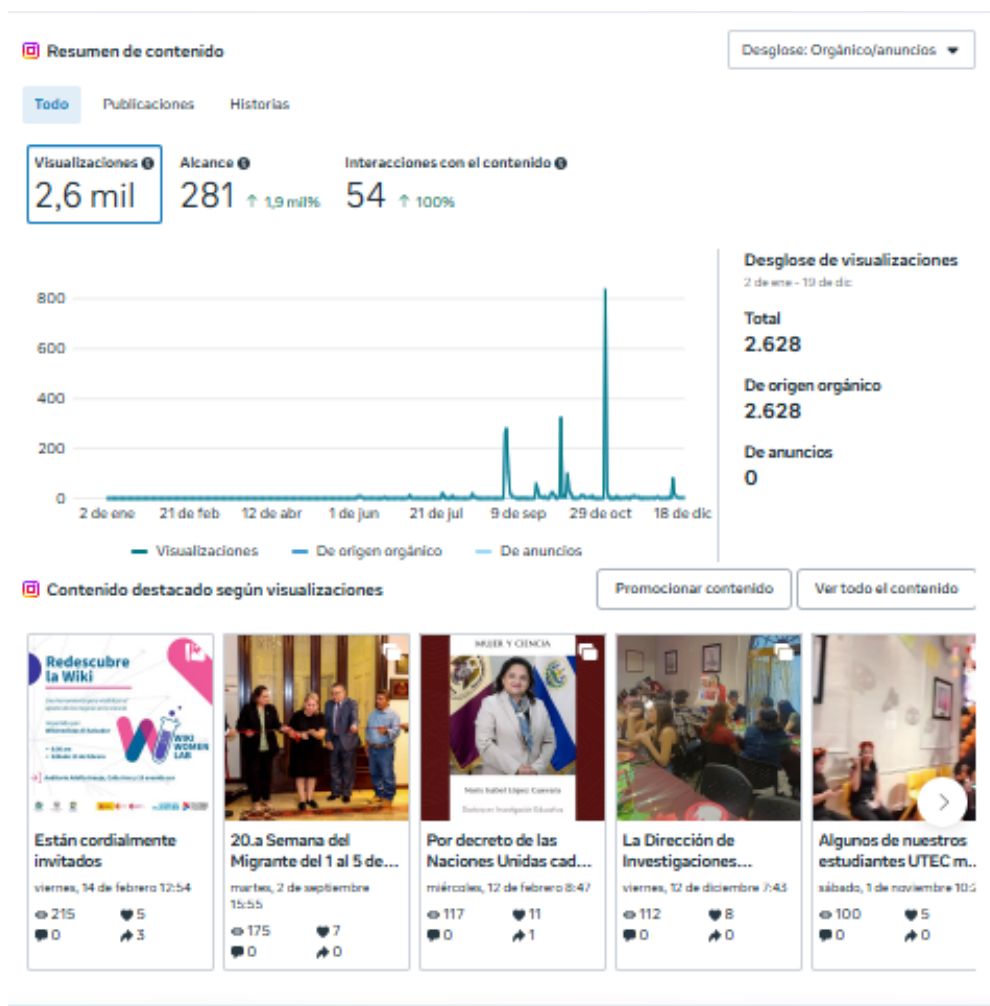 Resumen de contenido
Desglose: Orgánico/anuncios
Todo Publicaciones Historias
Visualizaciones Alcance Interacciones con el contenido
2,6 mil 281 ↑ 1,9 mil% 54 ↑ 100%
Desglose de visualizaciones
2 de ene - 19 de dic
Total
2.628
De origen orgánico
2.628
De anuncios
0
800
600
400
200
0
2 de ene 21 de feb 12 de abr 1 de jun 21 de jul 9 de sep 29 de oct 18 de dic
Visualizaciones De origen orgánico De anuncios
Contenido destacado según visualizaciones
Promocionar contenido
Ver todo el contenido
Redescubre
la Wiki
WIKI
WOMEN
LAB
Están cordialmente
invitados
viernes, 14 de febrero 12:54
215 5
0 3
20.a Semana del
Migrante del 1 al 5 de...
martes, 2 de septiembre
15:55
175 7
0 0
MUJER Y CIENCIA
Por decreto de las
Naciones Unidas cad...
miércoles, 12 de febrero 8:47
117 11
0 1
La Dirección de
Investigaciones...
viernes, 12 de diciembre 7:43
112 8
0 0
Algunos de nuestros
estudiantes UTEC m...
sábado, 1 de noviembre 10:2
100 5
0 0